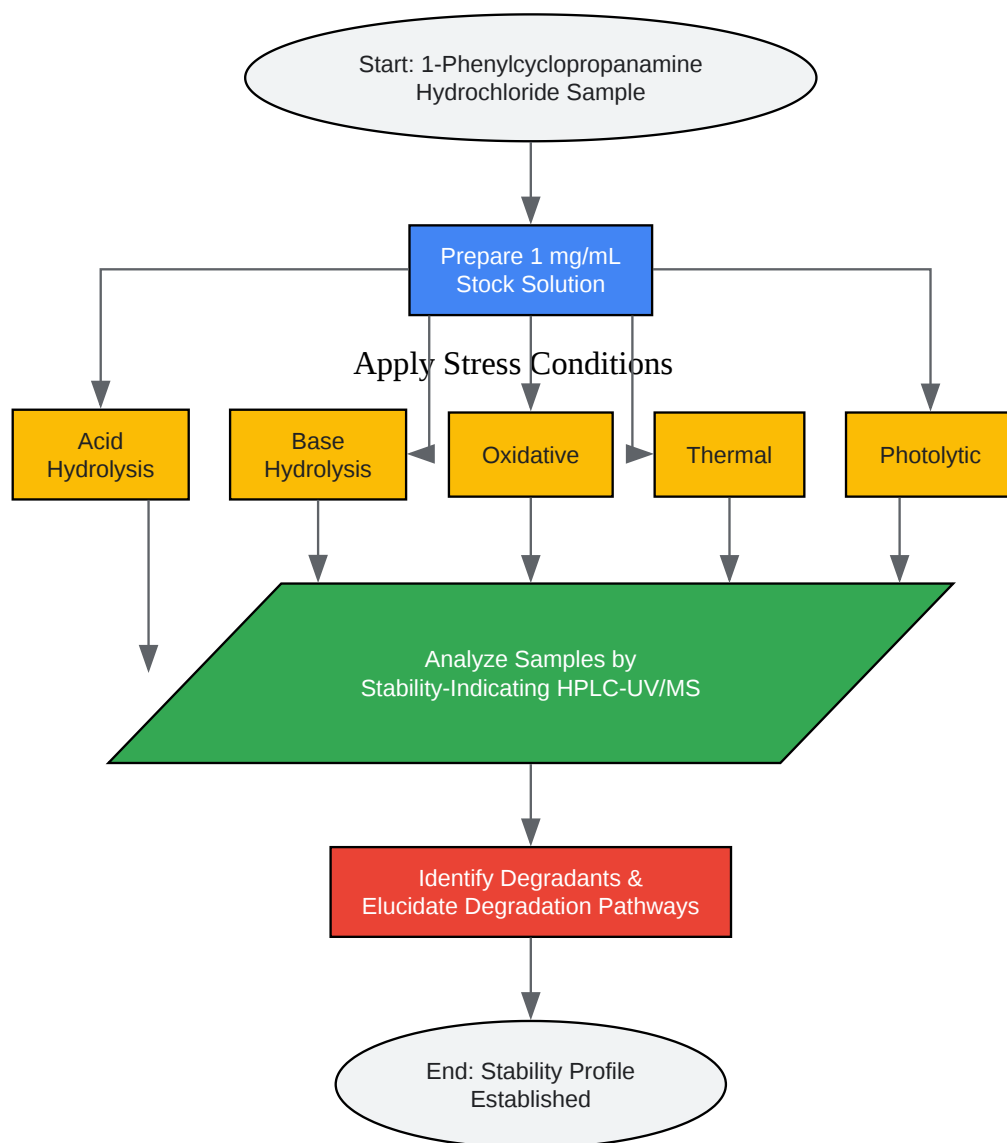 Start: 1-Phenylcyclopropanamine
Hydrochloride Sample
Prepare 1 mg/mL
Stock Solution
Apply Stress Conditions
Acid
Hydrolysis
Base
Hydrolysis
Oxidative
Thermal
Photolytic
Analyze Samples by
Stability-Indicating HPLC-UV/MS
Identify Degradants &
Elucidate Degradation Pathways
End: Stability Profile
Established